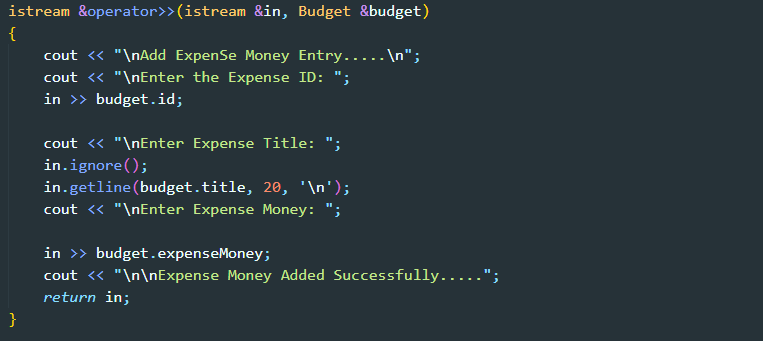 istream &operator>>(istream &in, Budget &budget)
{
cout << "\nAdd ExpenSe Money Entry.....\n";
cout << "\nEnter the Expense ID: ";
in >> budget.id;
cout << "\nEnter Expense Title: ";
in.ignore();
in.getline(budget.title, 20, '\n');
cout << "\nEnter Expense Money: ";
in >> budget.expenseMoney;
cout << "\n\nExpense Money Added Successfully.....";
return in;
}